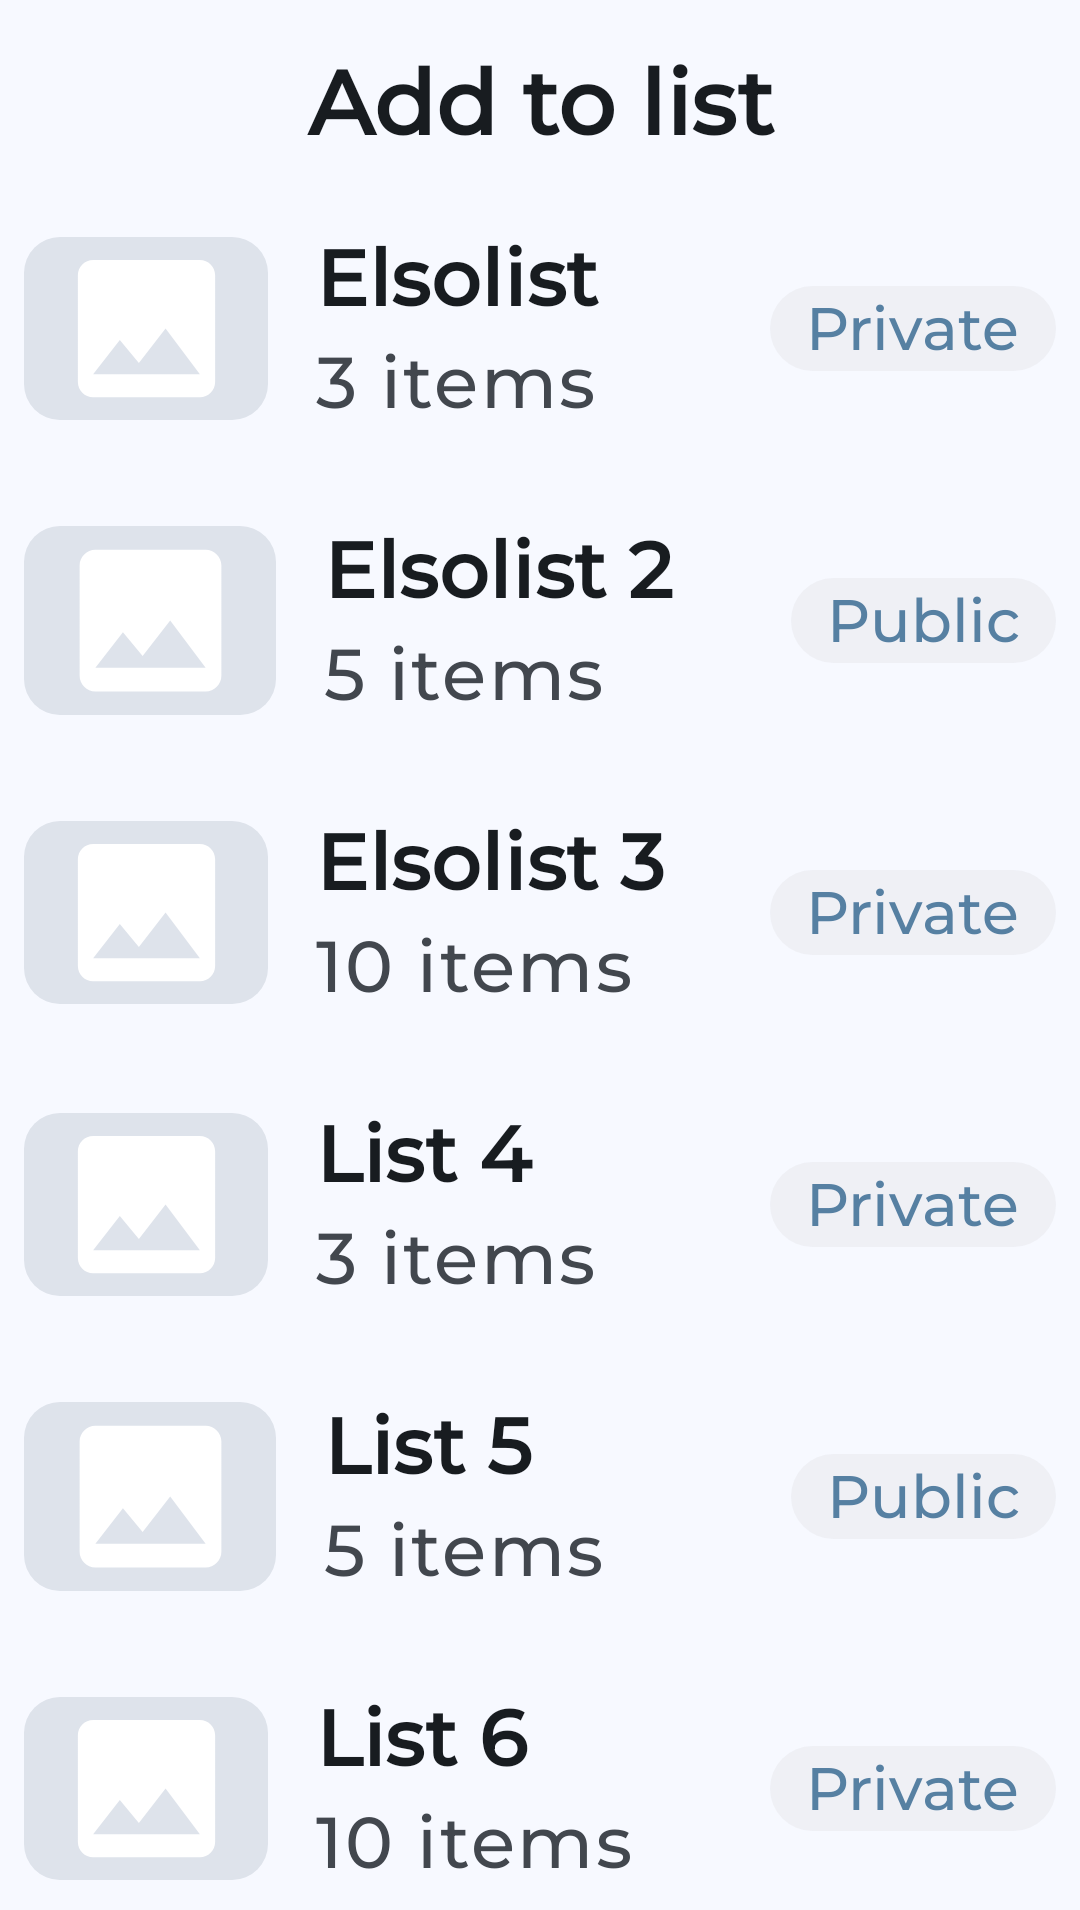 Add to list
Elsolist
3 items
Private
Elsolist 2
5 items
Public
Elsolist 3
10 items
Private
List 4
3 items
Private
List 5
5 items
Public
List 6
10 items
Private